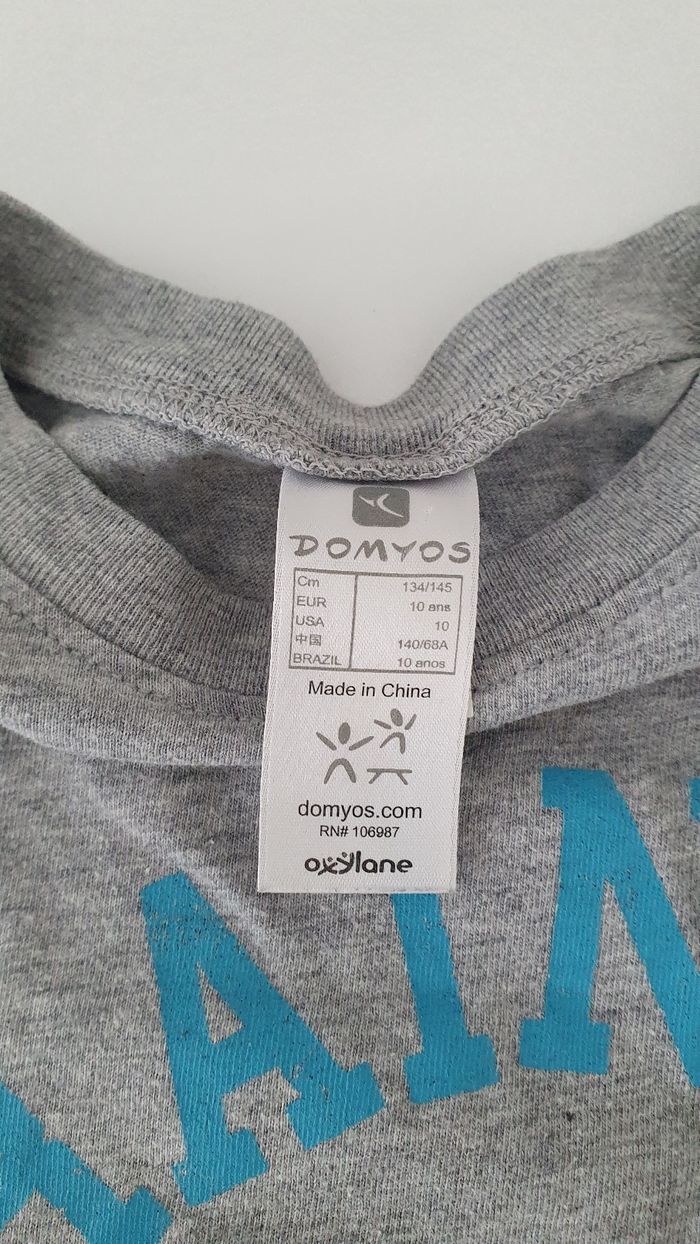 DOMYOS
Cm 134/145
EUR 10 ans
USA 10
中国 140/68A
BRAZIL 10 anos
Made in China
domyos.com
RN# 106987
oxylane
AIN